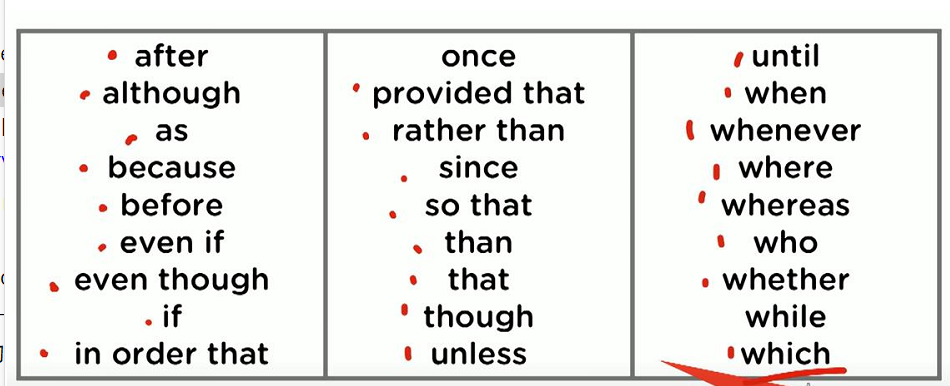 after
although
as
because
before
even if
even though
if
in order that
once
provided that
rather than
since
so that
than
that
though
unless
until
when
whenever
where
whereas
who
whether
while
which